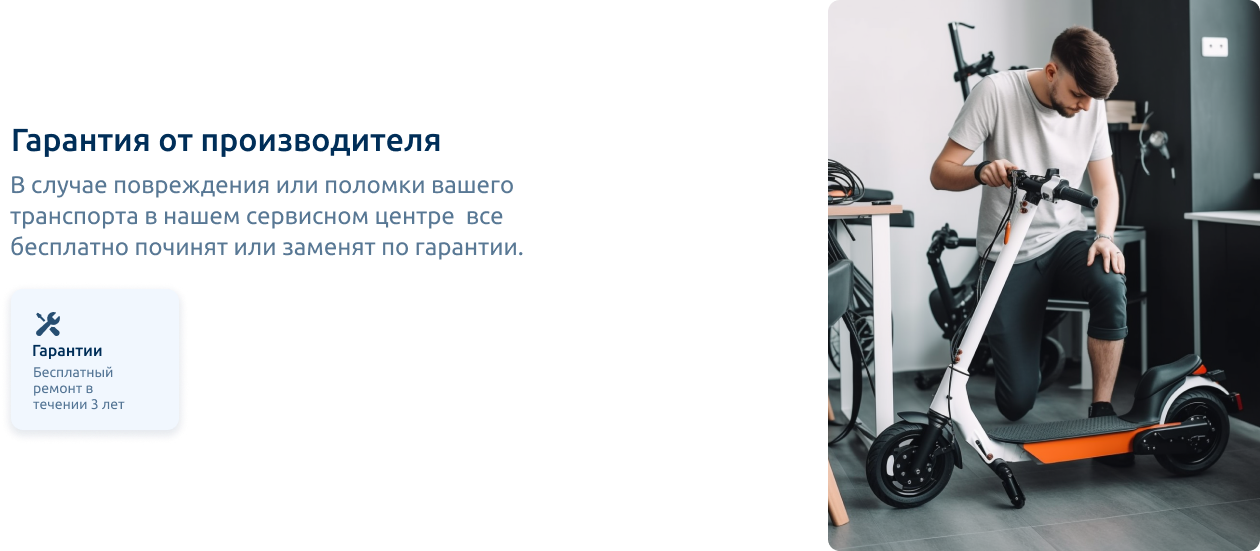 Гарантия от производителя
В случае повреждения или поломки вашего
транспорта в нашем сервисном центре  все
бесплатно починят или заменят по гарантии.
Гарантии
Бесплатный
ремонт в
течении 3 лет